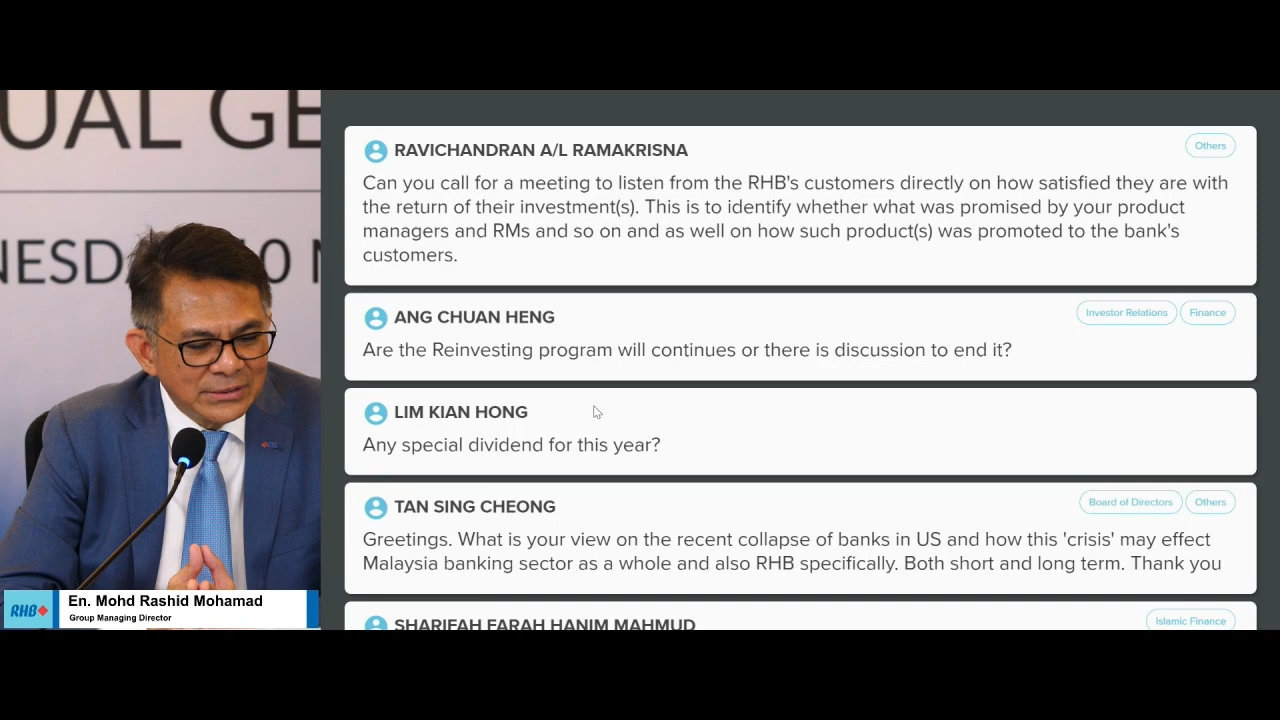 UAL GE
NESD 10 M
RHB
En. Mohd Rashid Mohamad
Group Managing Director
RAVICHANDRAN A/L RAMAKRISNA
Others
Can you call for a meeting to listen from the RHB's customers directly on how satisfied they are with
the return of their investment(s). This is to identify whether what was promised by your product
managers and RMs and so on and as well on how such product(s) was promoted to the bank's
customers.
ANG CHUAN HENG
Investor Relations
Finance
Are the Reinvesting program will continues or there is discussion to end it?
LIM KIAN HONG
Any special dividend for this year?
TAN SING CHEONG
Board of Directors
Others
Greetings. What is your view on the recent collapse of banks in US and how this 'crisis' may effect
Malaysia banking sector as a whole and also RHB specifically. Both short and long term. Thank you
SHARIFAH FARAH HANIM MAHMUD
Islamic Finance